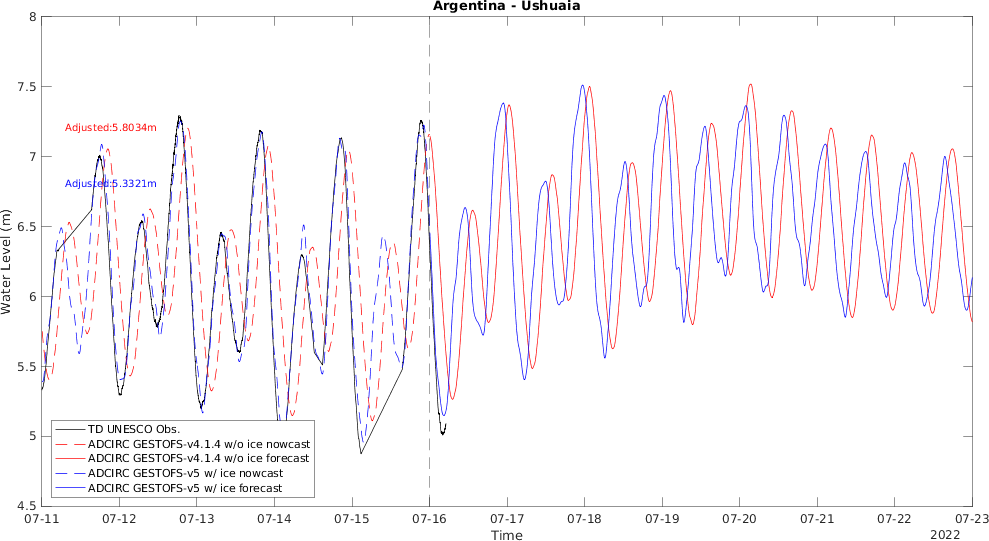 Argentina - Ushuaia
8
7.5
7
6.5
6
5.5
5
4.5
Water Level (m)
Adjusted:5.8034m
Adjusted:5.3321m
TD UNESCO Obs.
ADCIRC GESTOFS-v4.1.4 w/o ice nowcast
ADCIRC GESTOFS-v4.1.4 w/o ice forecast
ADCIRC GESTOFS-v5 w/ ice nowcast
ADCIRC GESTOFS-v5 w/ ice forecast
07-11 07-12 07-13 07-14 07-15 07-16 07-17 07-18 07-19 07-20 07-21 07-22 07-23
Time
2022